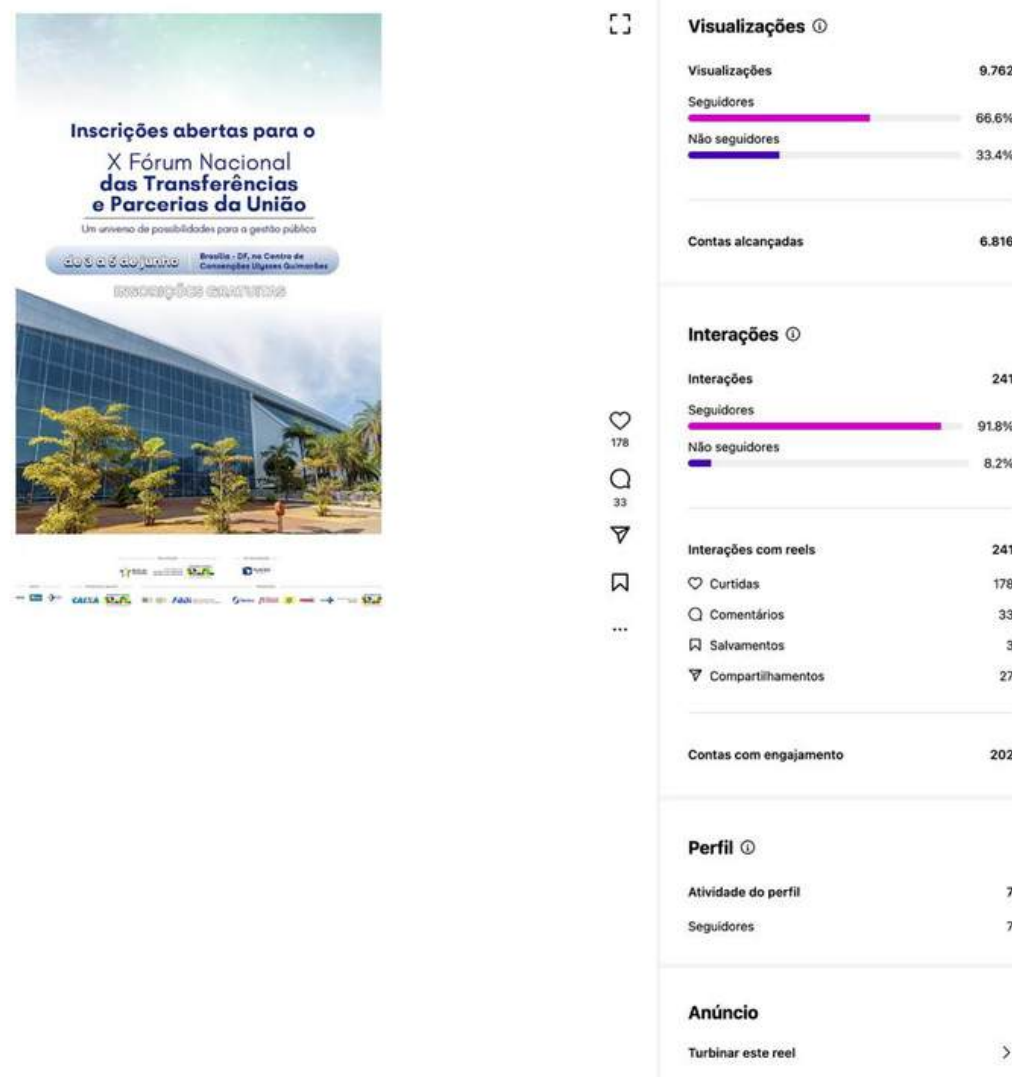 Inscrições abertas para o
X Fórum Nacional
das Transferências
e Parcerias da União
Um universo de possibilidades para a gestão pública
de 3 a 5 de junho
Brasília - DF, no Centro de
Convenções Ulysses Guimarães
INSCRIÇÕES GRATUITAS
CAIXA
178
33
Visualizações
Visualizações 9.762
Seguidores
66.6%
Não seguidores
33.4%
Contas alcançadas 6.816
Interações
Interações 241
Seguidores
91.8%
Não seguidores
8.2%
Interações com reels 241
Curtidas 178
Comentários 33
Salvamentos 3
Compartilhamentos 27
Contas com engajamento 202
Perfil
Atividade do perfil 7
Seguidores 7
Anúncio
Turbinar este reel